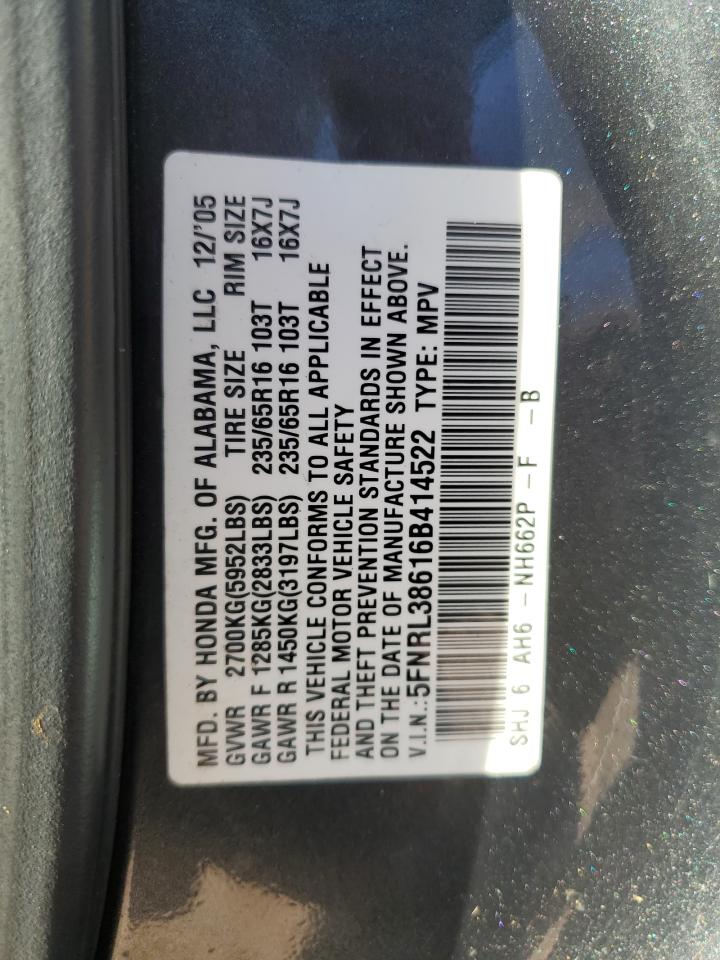 MFD. BY HONDA MFG. OF ALABAMA, LLC 12/'05
GVWR 2700KG(5952LBS) TIRE SIZE RIM SIZE
GAWR F 1285KG(2833LBS) 235/65R16 103T 16X7J
GAWR R 1450KG(3197LBS) 235/65R16 103T 16X7J
THIS VEHICLE CONFORMS TO ALL APPLICABLE
FEDERAL MOTOR VEHICLE SAFETY
AND THEFT PREVENTION STANDARDS IN EFFECT
ON THE DATE OF MANUFACTURE SHOWN ABOVE.
V.I.N.:5FNRL38616B414522 TYPE: MPV
SHJ 6 AH6 -NH662P -F -B